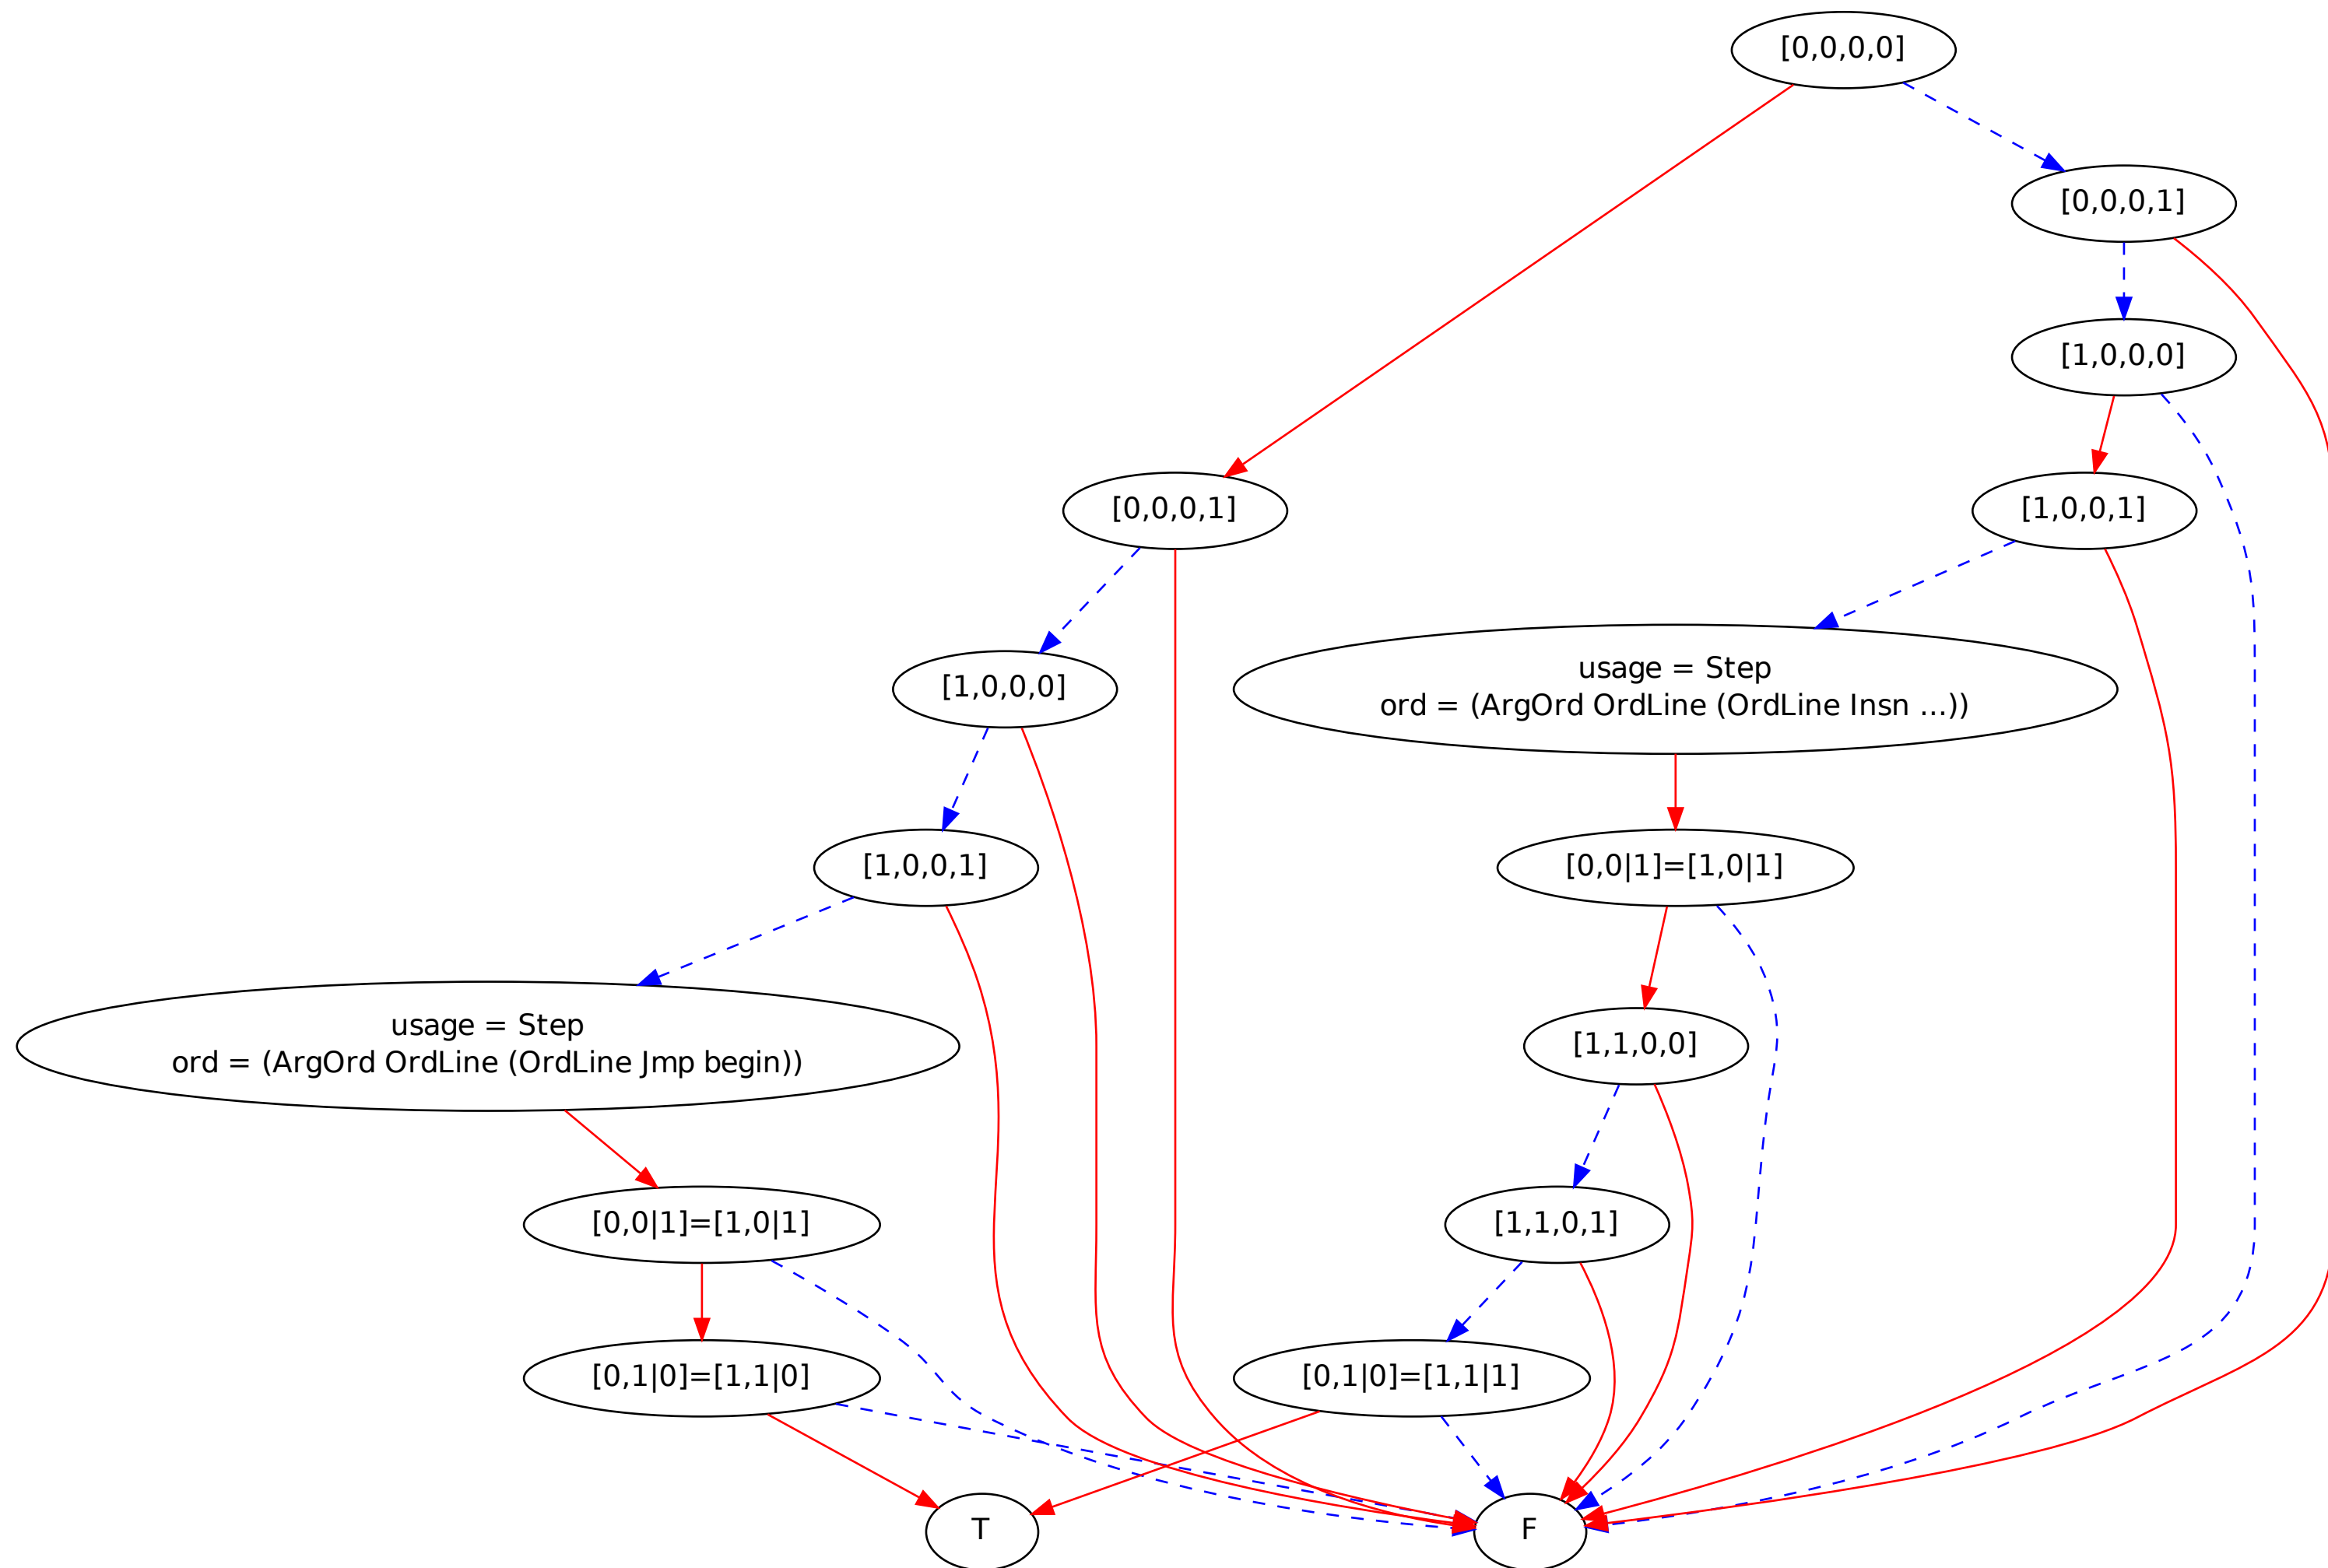 [0,0,0,0]
[0,0,0,1]
[1,0,0,0]
[0,0,0,1]
[1,0,0,1]
[1,0,0,0]
usage = Step
ord = (ArgOrd OrdLine (OrdLine Insn ...))
[1,0,0,1]
[0,0|1]=[1,0|1]
usage = Step
ord = (ArgOrd OrdLine (OrdLine Jmp begin))
[1,1,0,0]
[0,0|1]=[1,0|1]
[1,1,0,1]
[0,1|0]=[1,1|0]
[0,1|0]=[1,1|1]
T
F